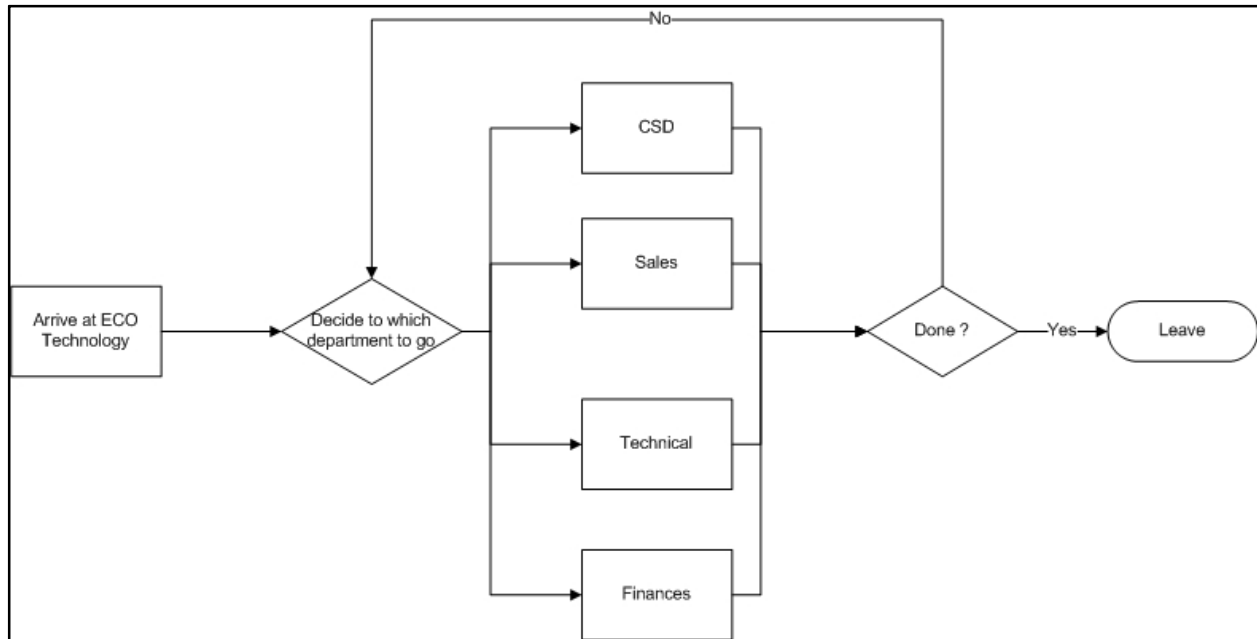 No
CSD
Sales
Arrive at ECO
Technology
Decide to which
department to go
Done ?
Yes
Leave
Technical
Finances